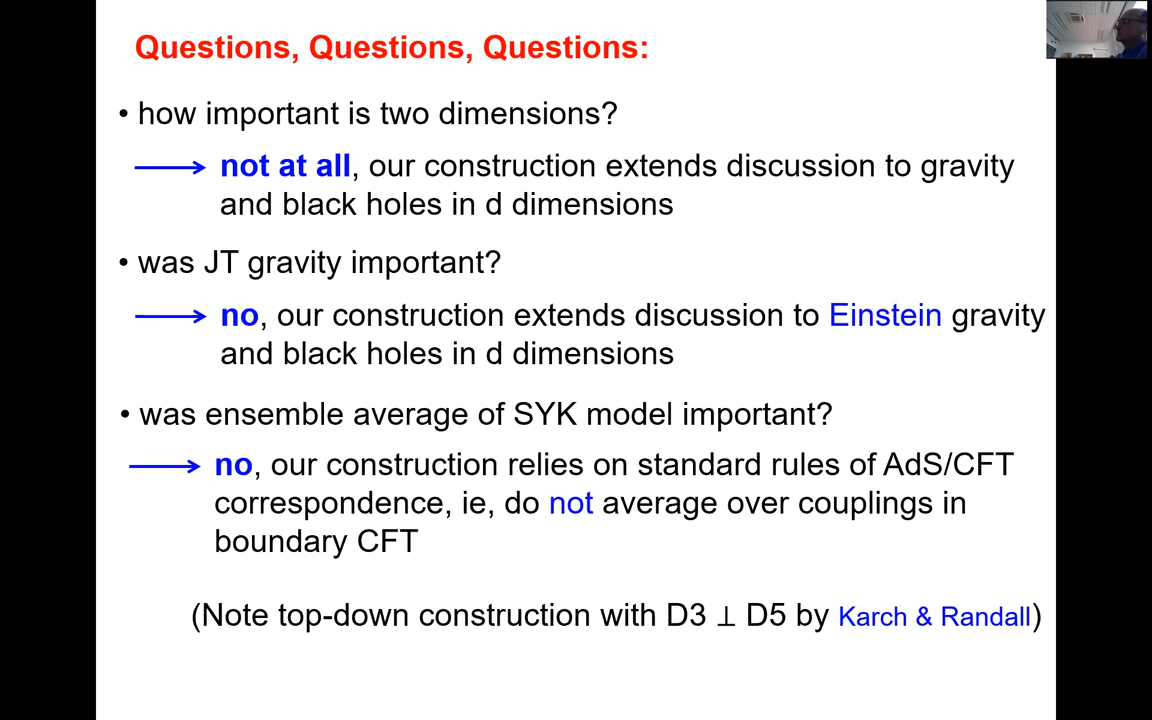 Questions, Questions, Questions:
• how important is two dimensions?
not at all, our construction extends discussion to gravity
and black holes in d dimensions
• was JT gravity important?
no, our construction extends discussion to Einstein gravity
and black holes in d dimensions
• was ensemble average of SYK model important?
no, our construction relies on standard rules of AdS/CFT
correspondence, ie, do not average over couplings in
boundary CFT
(Note top-down construction with D3 ⊥ D5 by Karch & Randall)